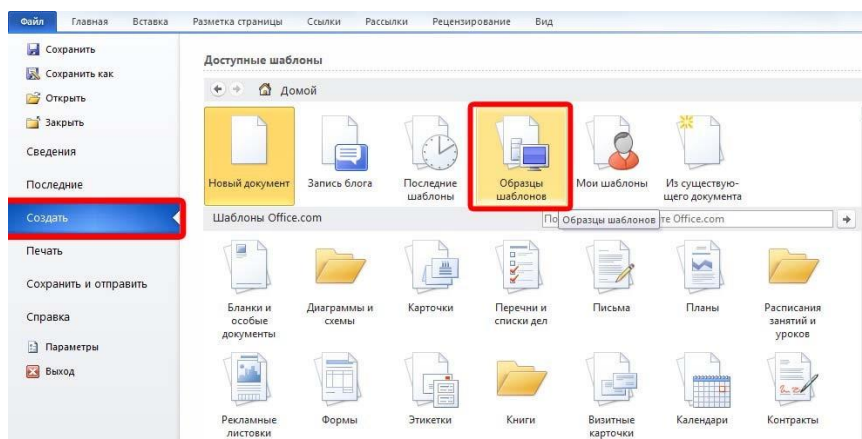 Файл Главная Вставка Разметка страницы Ссылки Рассылки Рецензирование Вид
Сохранить
Сохранить как
Открыть
Закрыть
Сведения
Последние
Создать
Печать
Сохранить и отправить
Справка
Параметры
Выход
Доступные шаблоны
Домой
Новый документ
Запись блога
Последние
шаблоны
Образцы
шаблонов
Мои шаблоны
Из существую-
щего документа
Шаблоны Office.com
По
Образцы шаблонов
те Office.com
Бланки и
особые
документы
Диаграммы и
схемы
Карточки
Перечни и
списки дел
Письма
Планы
Расписания
занятий и
уроков
Рекламные
листовки
Формы
Этикетки
Книги
Визитные
карточки
Календари
Контракты